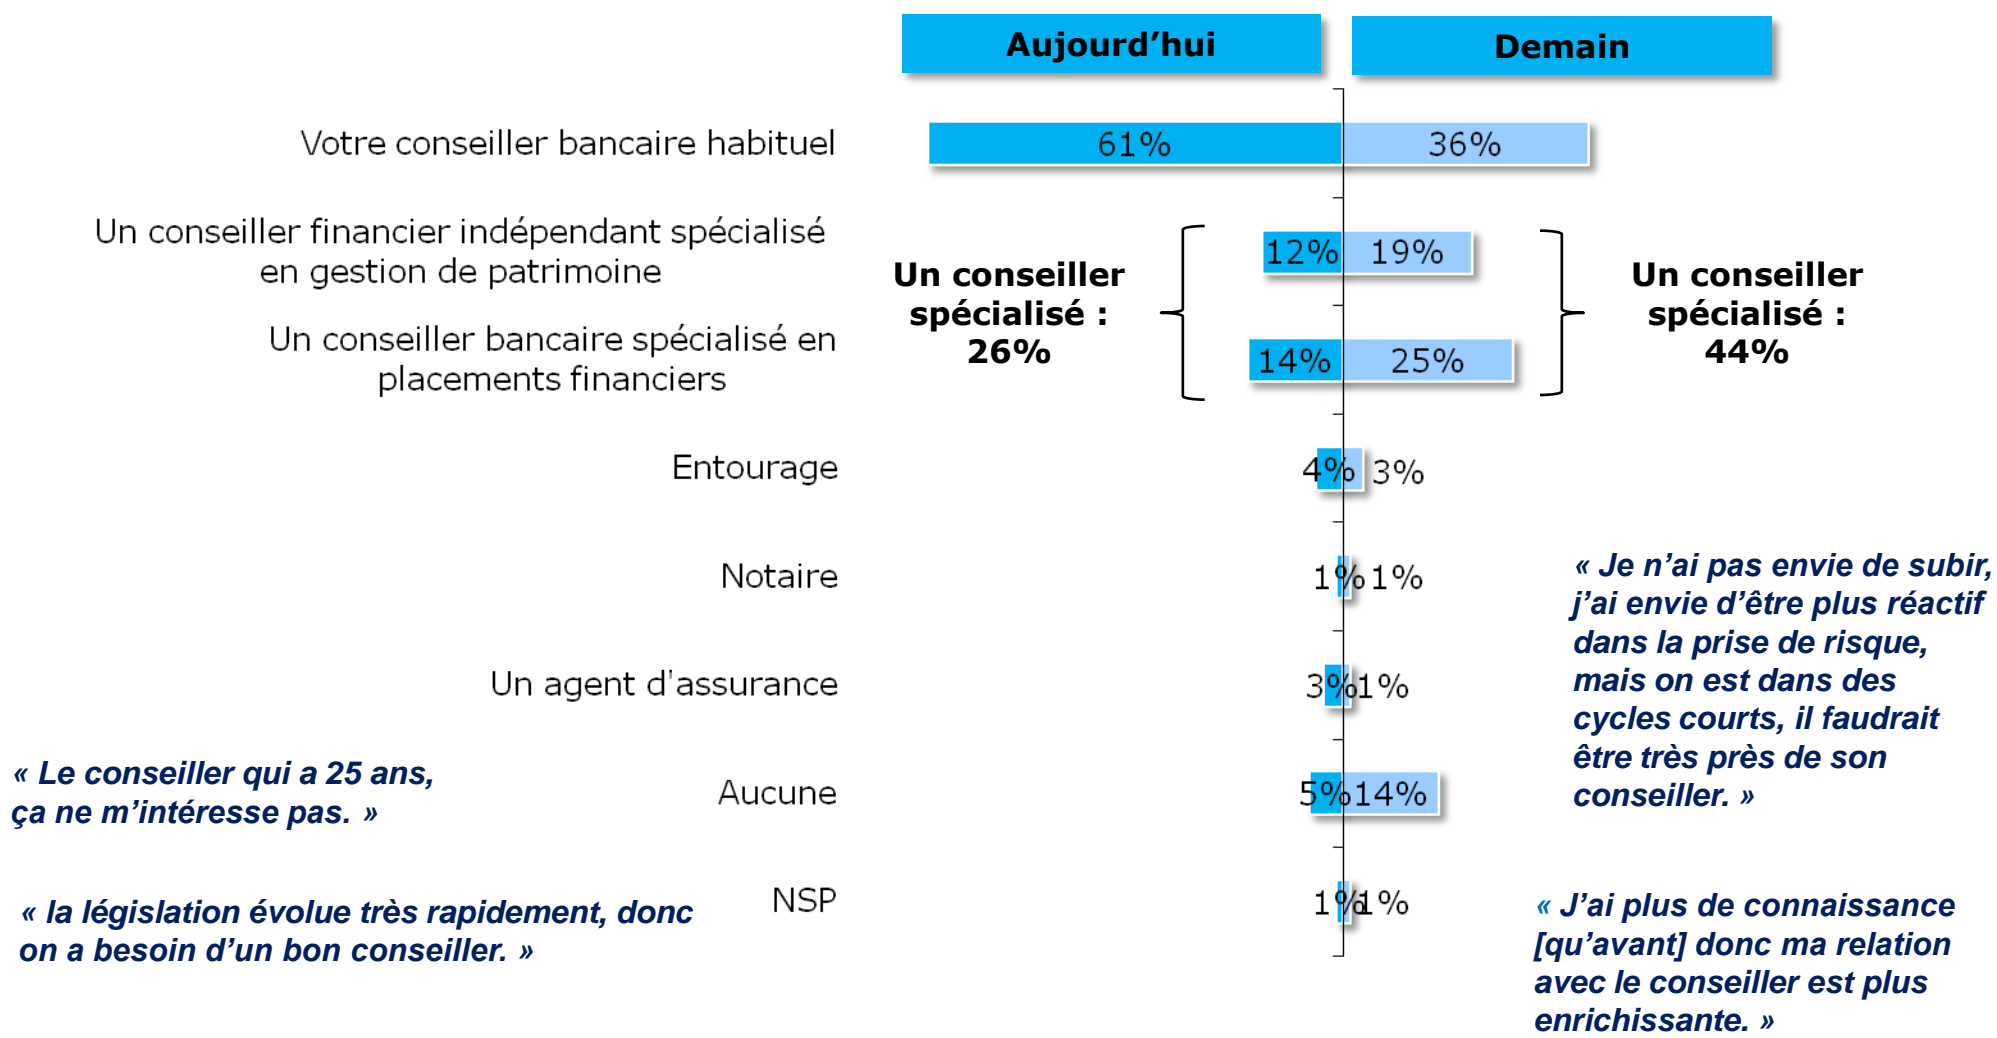 Aujourd’hui
Demain
Votre conseiller bancaire habituel
61%
36%
Un conseiller financier indépendant spécialisé
en gestion de patrimoine
12%
19%
Un conseiller
spécialisé :
26%
Un conseiller
spécialisé :
44%
Un conseiller bancaire spécialisé en
placements financiers
14%
25%
Entourage
4%
3%
Notaire
1%
1%
Un agent d'assurance
3%
1%
Aucune
5%
14%
NSP
1%
1%
« Je n’ai pas envie de subir,
j’ai envie d’être plus réactif
dans la prise de risque,
mais on est dans des
cycles courts, il faudrait
être très près de son
conseiller. »
« Le conseiller qui a 25 ans,
ça ne m’intéresse pas. »
« la législation évolue très rapidement, donc
on a besoin d’un bon conseiller. »
« J’ai plus de connaissance
[qu’avant] donc ma relation
avec le conseiller est plus
enrichissante. »